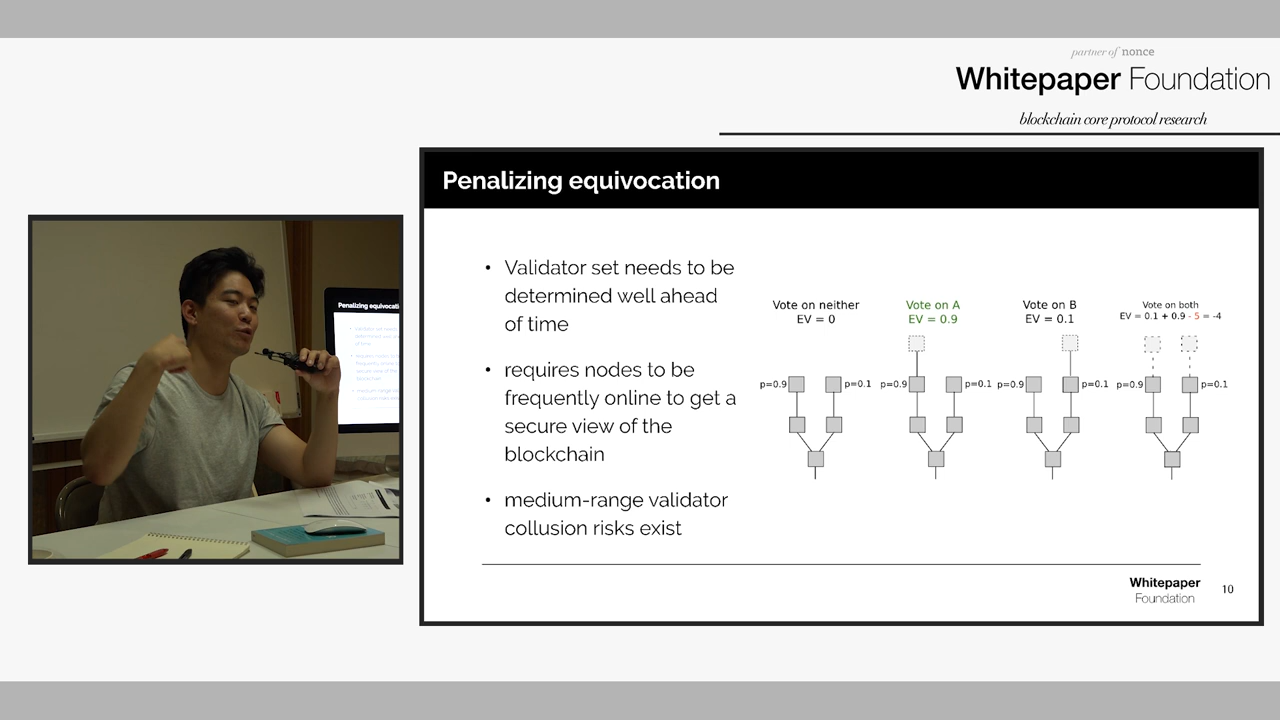 partner of nonce
Whitepaper Foundation
blockchain core protocol research
Penalizing equivocation
• Validator set needs to be
determined well ahead
of time
• requires nodes to be
frequently online to get a
secure view of the
blockchain
• medium-range validator
collusion risks exist
Vote on neither
EV = 0
p=0.9
p=0.1
Vote on A
EV = 0.9
p=0.9
p=0.1
Vote on B
EV = 0.1
p=0.9
p=0.1
Vote on both
EV = 0.1 + 0.9 - 5 = -4
p=0.9
p=0.1
Whitepaper
Foundation
10
Penalizing equivocati